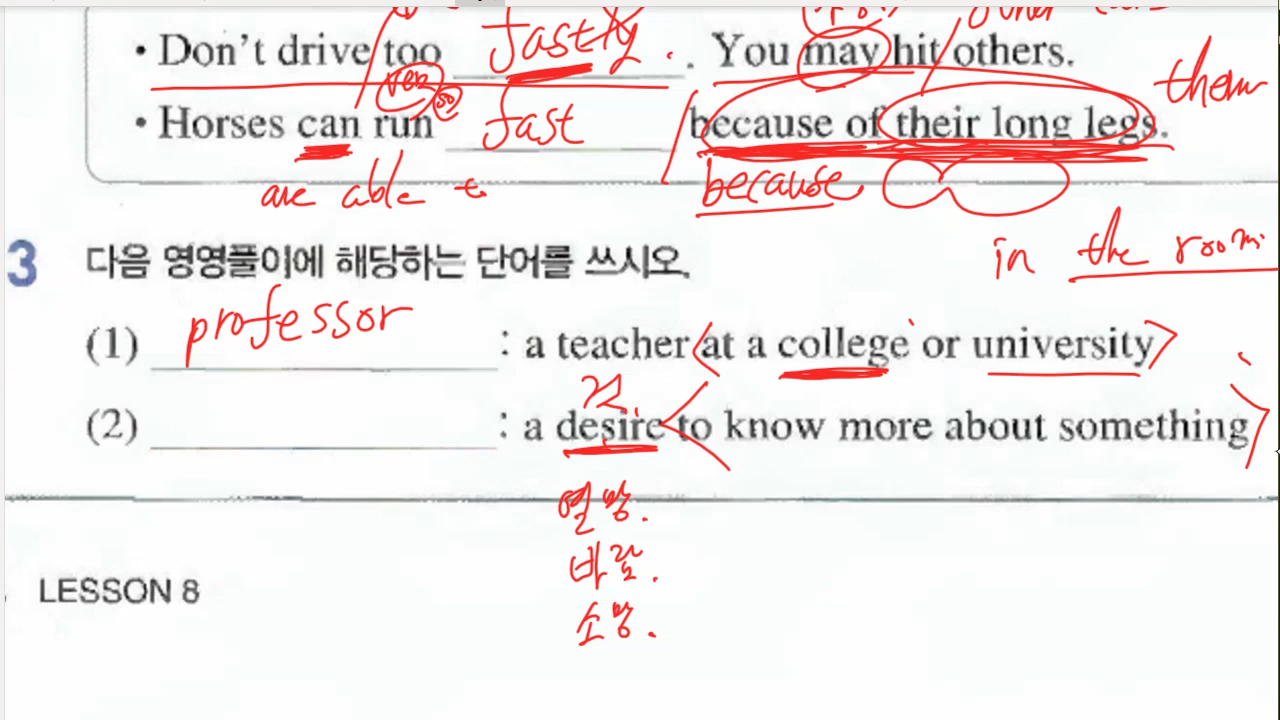 • Don't drive too fastly. . You may hit others.
them
very so
• Horses can run fast because of their long legs.
are able t because
in the room.
3 다음 영영풀이에 해당하는 단어를 쓰시오.
(1) professor : a teacher at a college or university
(2) : a desire to know more about something
열망.
바람.
소망.
LESSON 8